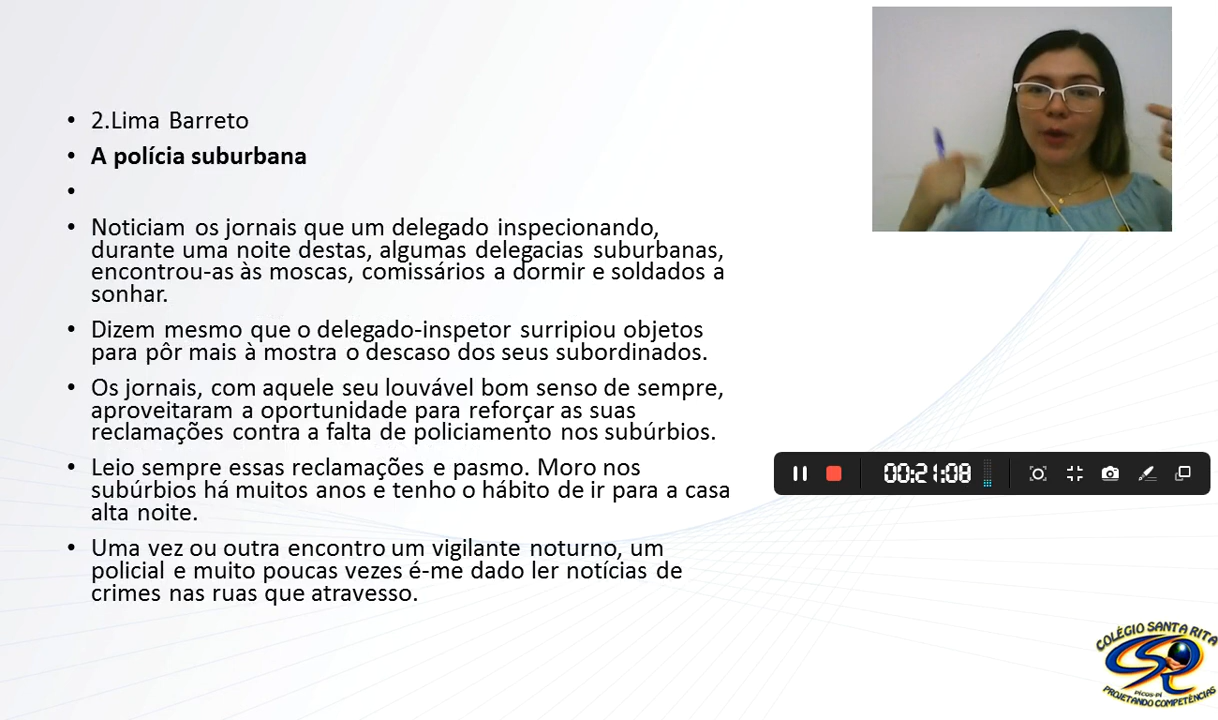 2.Lima Barreto
A polícia suburbana
Noticiam os jornais que um delegado inspecionando,
durante uma noite destas, algumas delegacias suburbanas,
encontrou-as às moscas, comissários a dormir e soldados a
sonhar.
Dizem mesmo que o delegado-inspetor surripiou objetos
para pôr mais à mostra o descaso dos seus subordinados.
Os jornais, com aquele seu louvável bom senso de sempre,
aproveitaram a oportunidade para reforçar as suas
reclamações contra a falta de policiamento nos subúrbios.
Leio sempre essas reclamações e pasmo. Moro nos
subúrbios há muitos anos e tenho o hábito de ir para a casa
alta noite.
Uma vez ou outra encontro um vigilante noturno, um
policial e muito poucas vezes é-me dado ler notícias de
crimes nas ruas que atravesso.
00:21:08
COLÉGIO SANTA RITA
CSR
PICOS-PI
PROJETANDO COMPETÊNCIAS